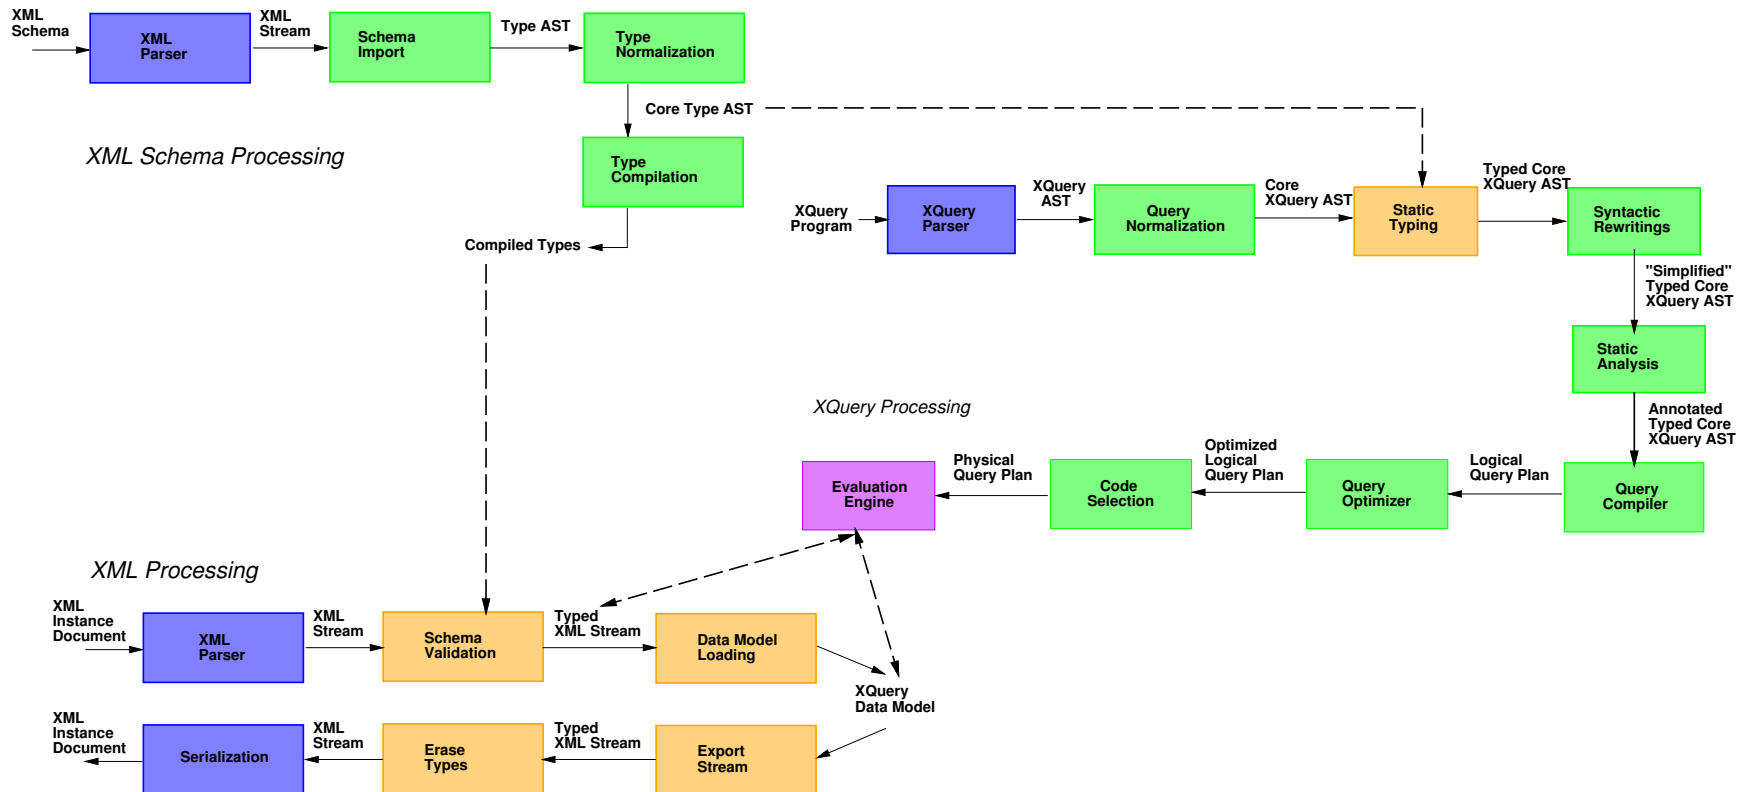 XML
Schema
XML
Parser
XML
Stream
Schema
Import
Type AST
Type
Normalization
Core Type AST
XML Schema Processing
Type
Compilation
Compiled Types
XQuery
Program
XQuery
Parser
XQuery
AST
Query
Normalization
Core
XQuery AST
Static
Typing
Typed Core
XQuery AST
Syntactic
Rewritings
"Simplified"
Typed Core
XQuery AST
Static
Analysis
XQuery Processing
Annotated
Typed Core
XQuery AST
Query
Compiler
Logical
Query Plan
Query
Optimizer
Optimized
Logical
Query Plan
Code
Selection
Physical
Query Plan
Evaluation
Engine
XML Processing
XML
Instance
Document
XML
Parser
XML
Stream
Schema
Validation
Typed
XML Stream
Data Model
Loading
XQuery
Data Model
Export
Stream
Typed
XML Stream
Erase
Types
XML
Stream
Serialization
XML
Instance
Document